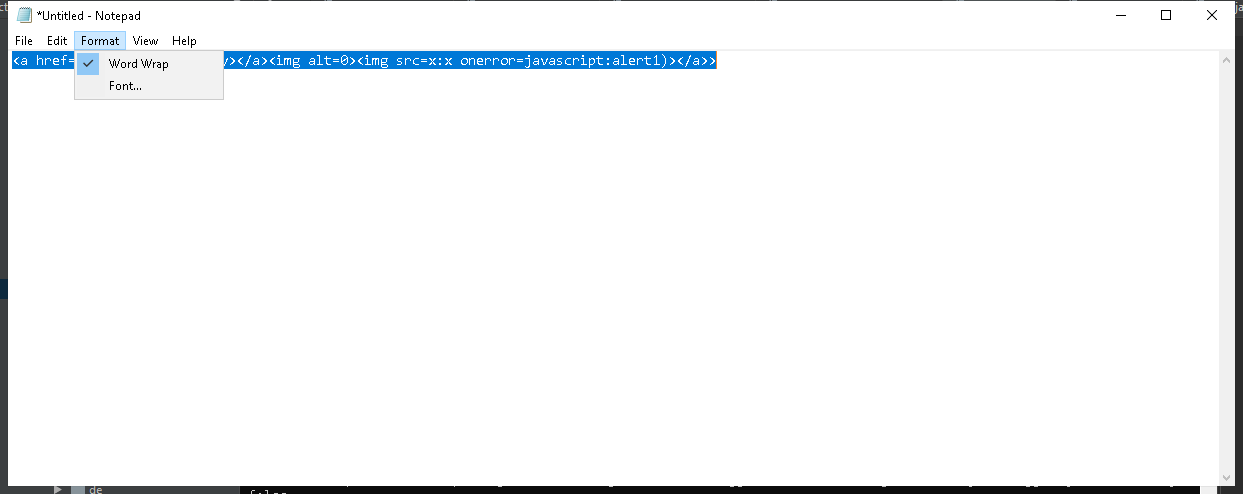 *Untitled - Notepad
File Edit Format View Help
<a href= y></a><img alt=0><img src=x:x onerror=javascript:alert1)></a>>
Word Wrap
Font...
de